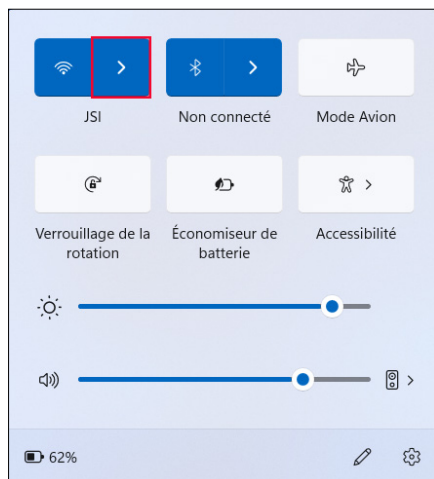 JSI
Non connecté
Mode Avion
Verrouillage de la
rotation
Économiseur de
batterie
Accessibilité
62%